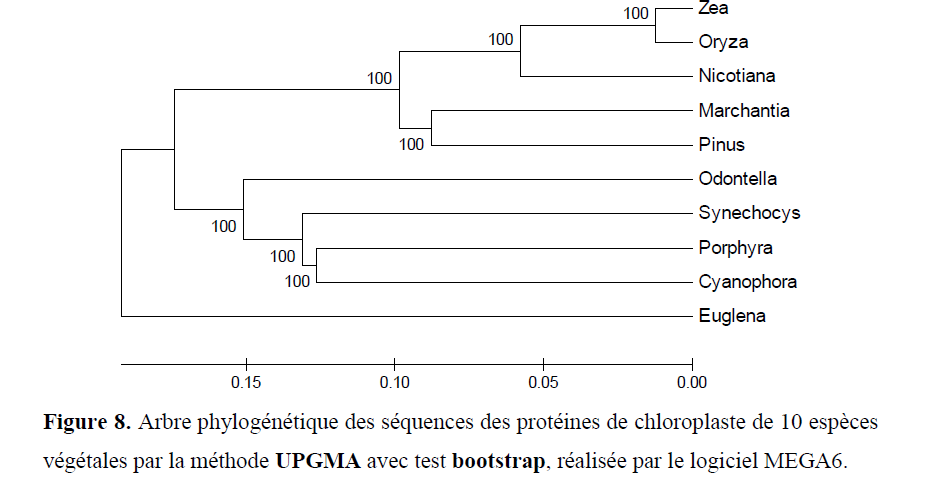 Zea
100
Oryza
100
Nicotiana
100
Marchantia
100
Pinus
Odontella
100
Synechocys
100
Porphyra
100
Cyanophora
Euglena
0.15 0.10 0.05 0.00
Figure 8. Arbre phylogénétique des séquences des protéines de chloroplaste de 10 espèces
végétales par la méthode UPGMA avec test bootstrap, réalisée par le logiciel MEGA6.